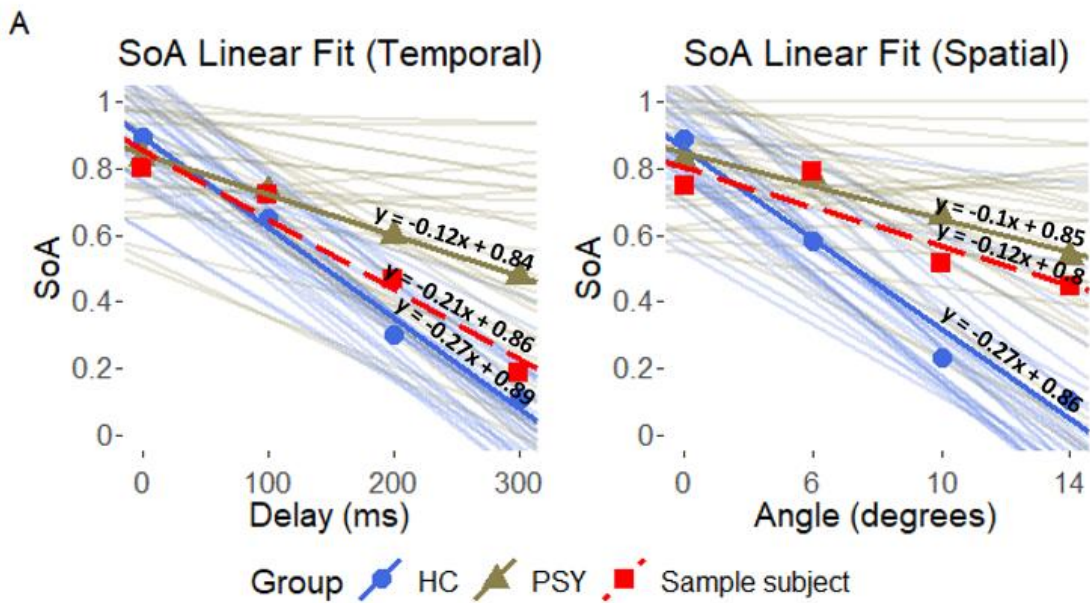 A
SoA Linear Fit (Temporal)
SoA Linear Fit (Spatial)
SoA
1
0.8
0.6
0.4
0.2
0
y = -0.12x + 0.84
y = -0.21x + 0.86
y = -0.27x + 0.89
0 100 200 300
Delay (ms)
SoA
1
0.8
0.6
0.4
0.2
0
y = -0.1x + 0.85
y = -0.12x + 0.8
y = -0.27x + 0.86
0 6 10 14
Angle (degrees)
Group HC PSY Sample subject